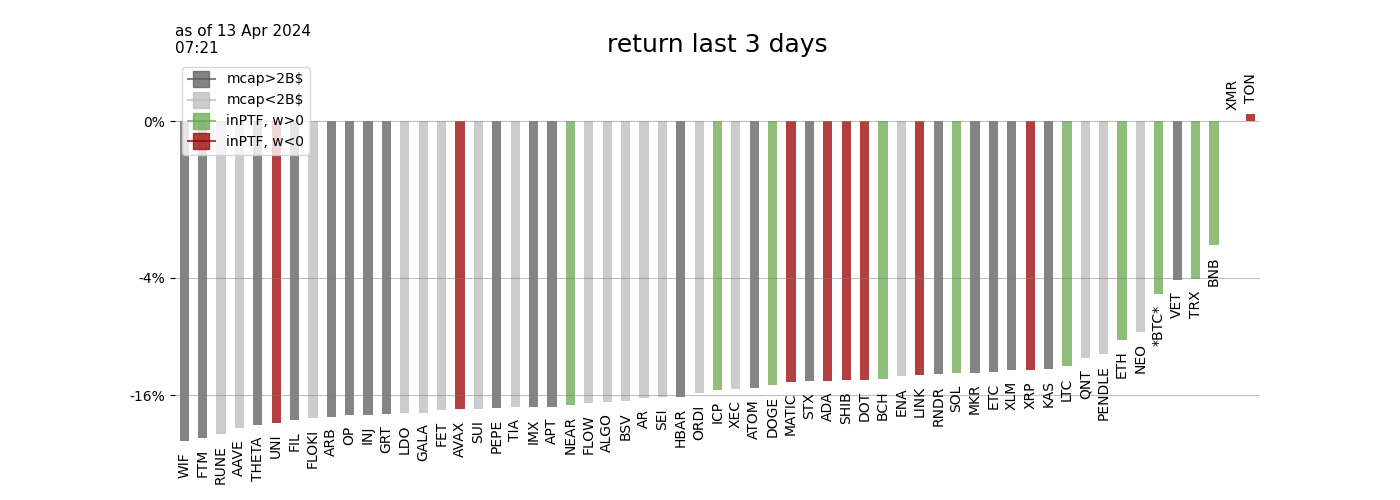 as of 13 Apr 2024
07:21
return last 3 days
mcap>2B$
mcap<2B$
inPTF, w>0
inPTF, w<0
0%
-4%
-16%
WIF
FTM
RUNE
AAVE
THETA
UNI
FIL
FLOKI
ARB
OP
INJ
GRT
LDO
GALA
FET
AVAX
SUI
PEPE
TIA
IMX
APT
NEAR
FLOW
ALGO
BSV
AR
SEI
HBAR
ORDI
ICP
XEC
ATOM
DOGE
MATIC
STX
ADA
SHIB
DOT
BCH
ENA
LINK
RNDR
SOL
MKR
ETC
XLM
XRP
KAS
LTC
QNT
PENDLE
ETH
NEO
*BTC*
VET
TRX
BNB
XMR
TON